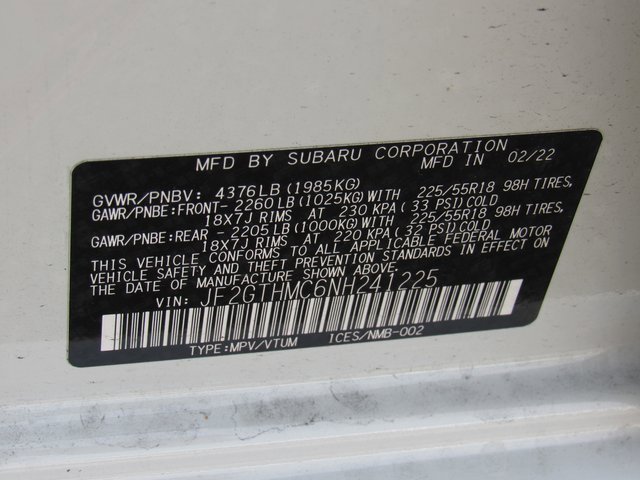 MFD BY SUBARU CORPORATION
MFD IN 02/22
GVWR/PNBV: 4376LB(1985KG)
GAWR/PNBE:FRONT- 2260LB(1025KG)WITH 225/55R18 98H TIRES,
18X7J RIMS AT 230 KPA(33 PSI)COLD
GAWR/PNBE:REAR - 2205LB(1000KG)WITH 225/55R18 98H TIRES,
18X7J RIMS AT 220 KPA(32 PSI)COLD
THIS VEHICLE CONFORMS TO ALL APPLICABLE FEDERAL MOTOR
VEHICLE SAFETY AND THEFT PREVENTION STANDARDS IN EFFECT ON
THE DATE OF MANUFACTURE SHOWN ABOVE.
VIN: JF2GTHMC6NH241225
TYPE:MPV/VTUM ICES/NMB-002